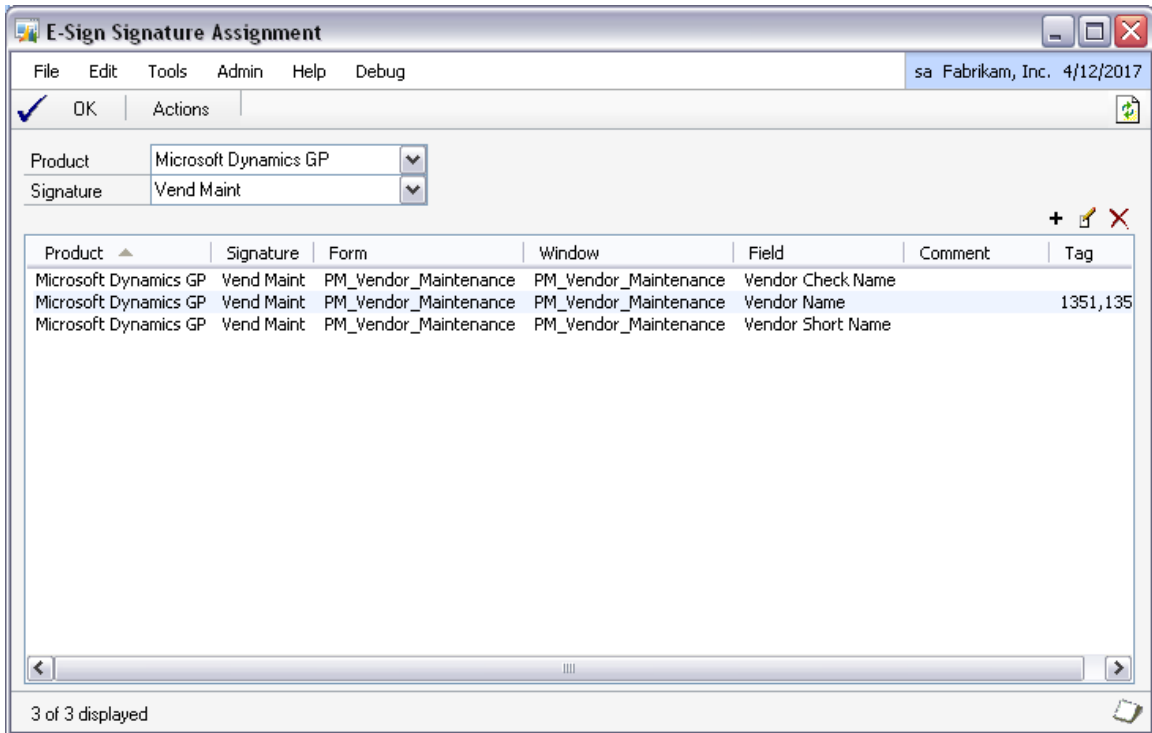 E-Sign Signature Assignment
File Edit Tools Admin Help Debug sa Fabrikam, Inc. 4/12/2017
OK Actions
Product Microsoft Dynamics GP
Signature Vend Maint
Product Signature Form Window Field Comment Tag
Microsoft Dynamics GP Vend Maint PM_Vendor_Maintenance PM_Vendor_Maintenance Vendor Check Name
Microsoft Dynamics GP Vend Maint PM_Vendor_Maintenance PM_Vendor_Maintenance Vendor Name 1351,135
Microsoft Dynamics GP Vend Maint PM_Vendor_Maintenance PM_Vendor_Maintenance Vendor Short Name
3 of 3 displayed